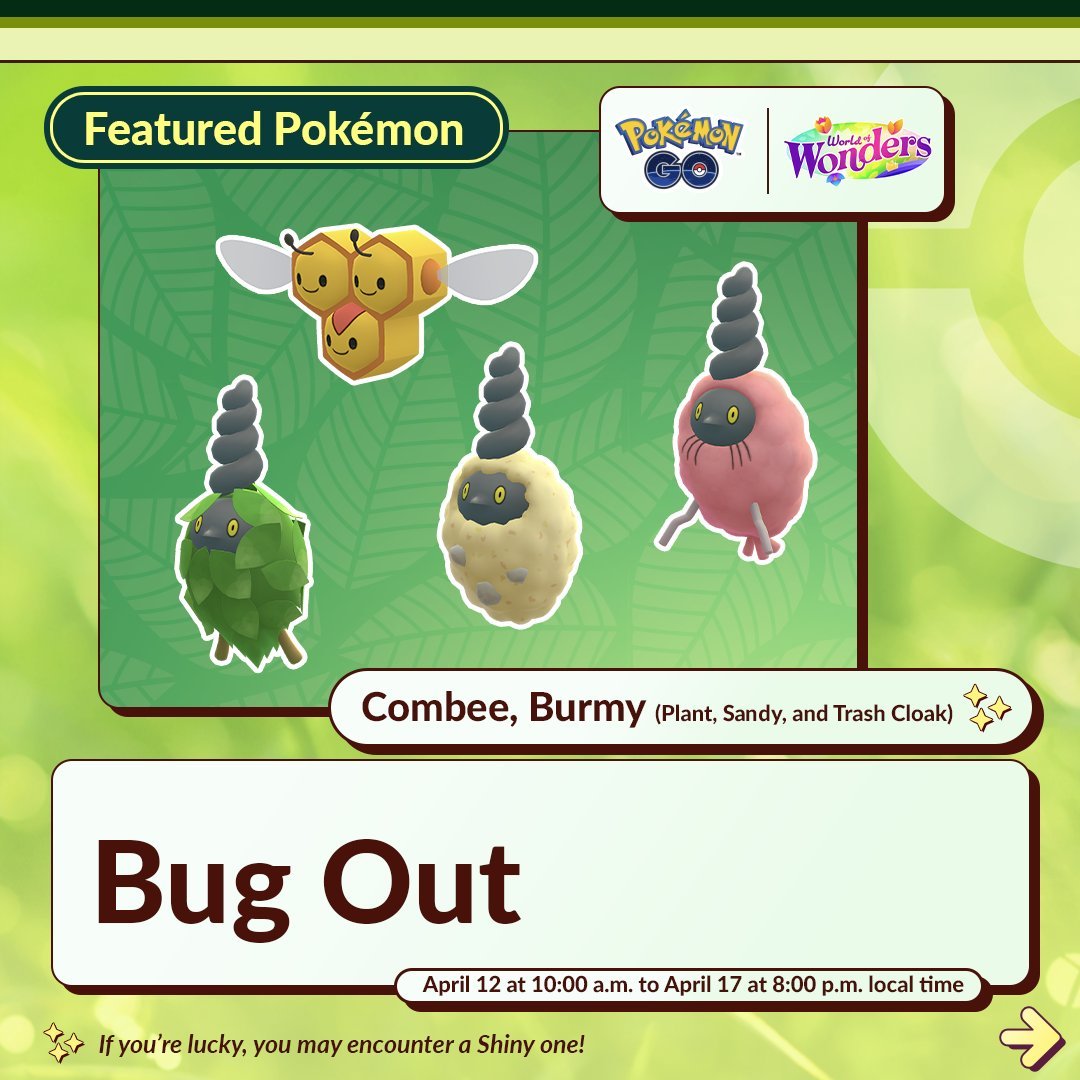 Featured Pokémon
POKÉMON
GO
World of
Wonders
Combee, Burmy (Plant, Sandy, and Trash Cloak)
Bug Out
April 12 at 10:00 a.m. to April 17 at 8:00 p.m. local time
If you’re lucky, you may encounter a Shiny one!